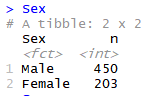 > Sex
# A tibble: 2 x 2
Sex n
<fct> <int>
1 Male 450
2 Female 203